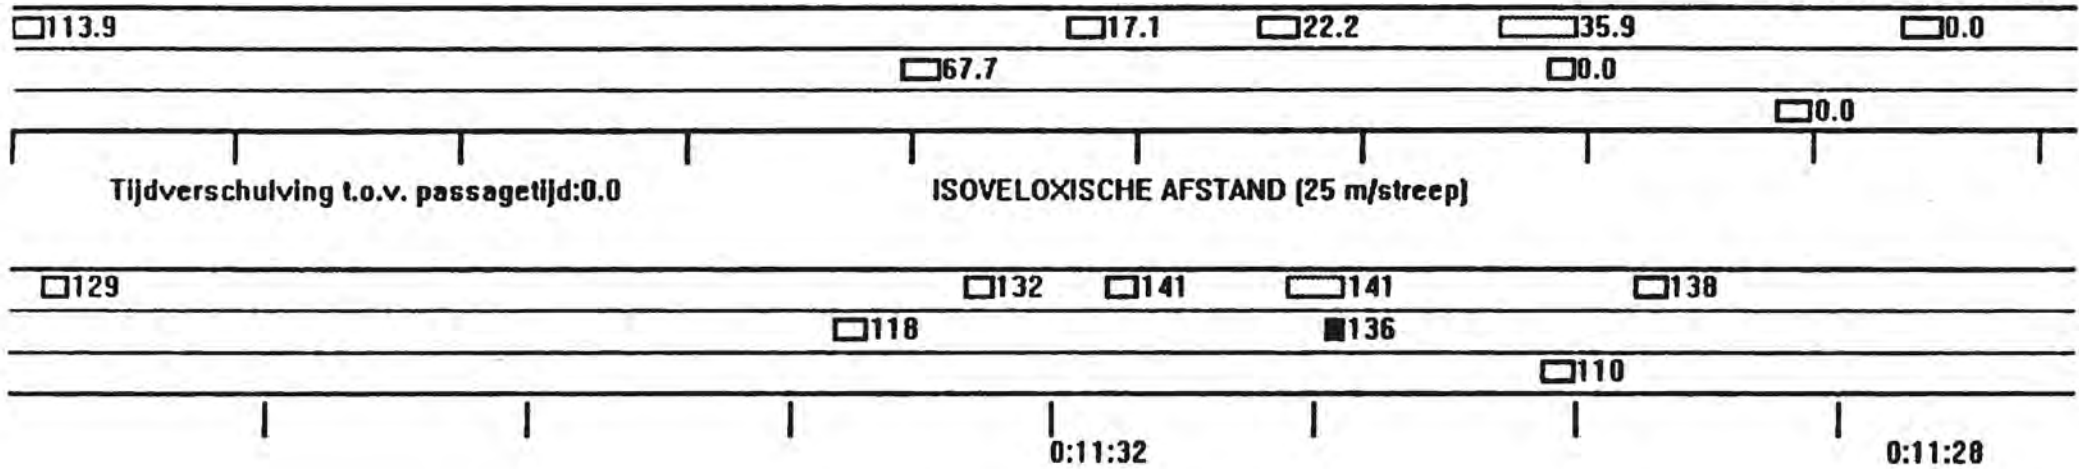 113.9 17.1 22.2 35.9 0.0
67.7 0.0
0.0
Tijdverschuiving t.o.v. passagetijd:0.0 ISOVELOXISCHE AFSTAND (25 m/streep)
129 132 141 141 138
118 136
110
0:11:32 0:11:28